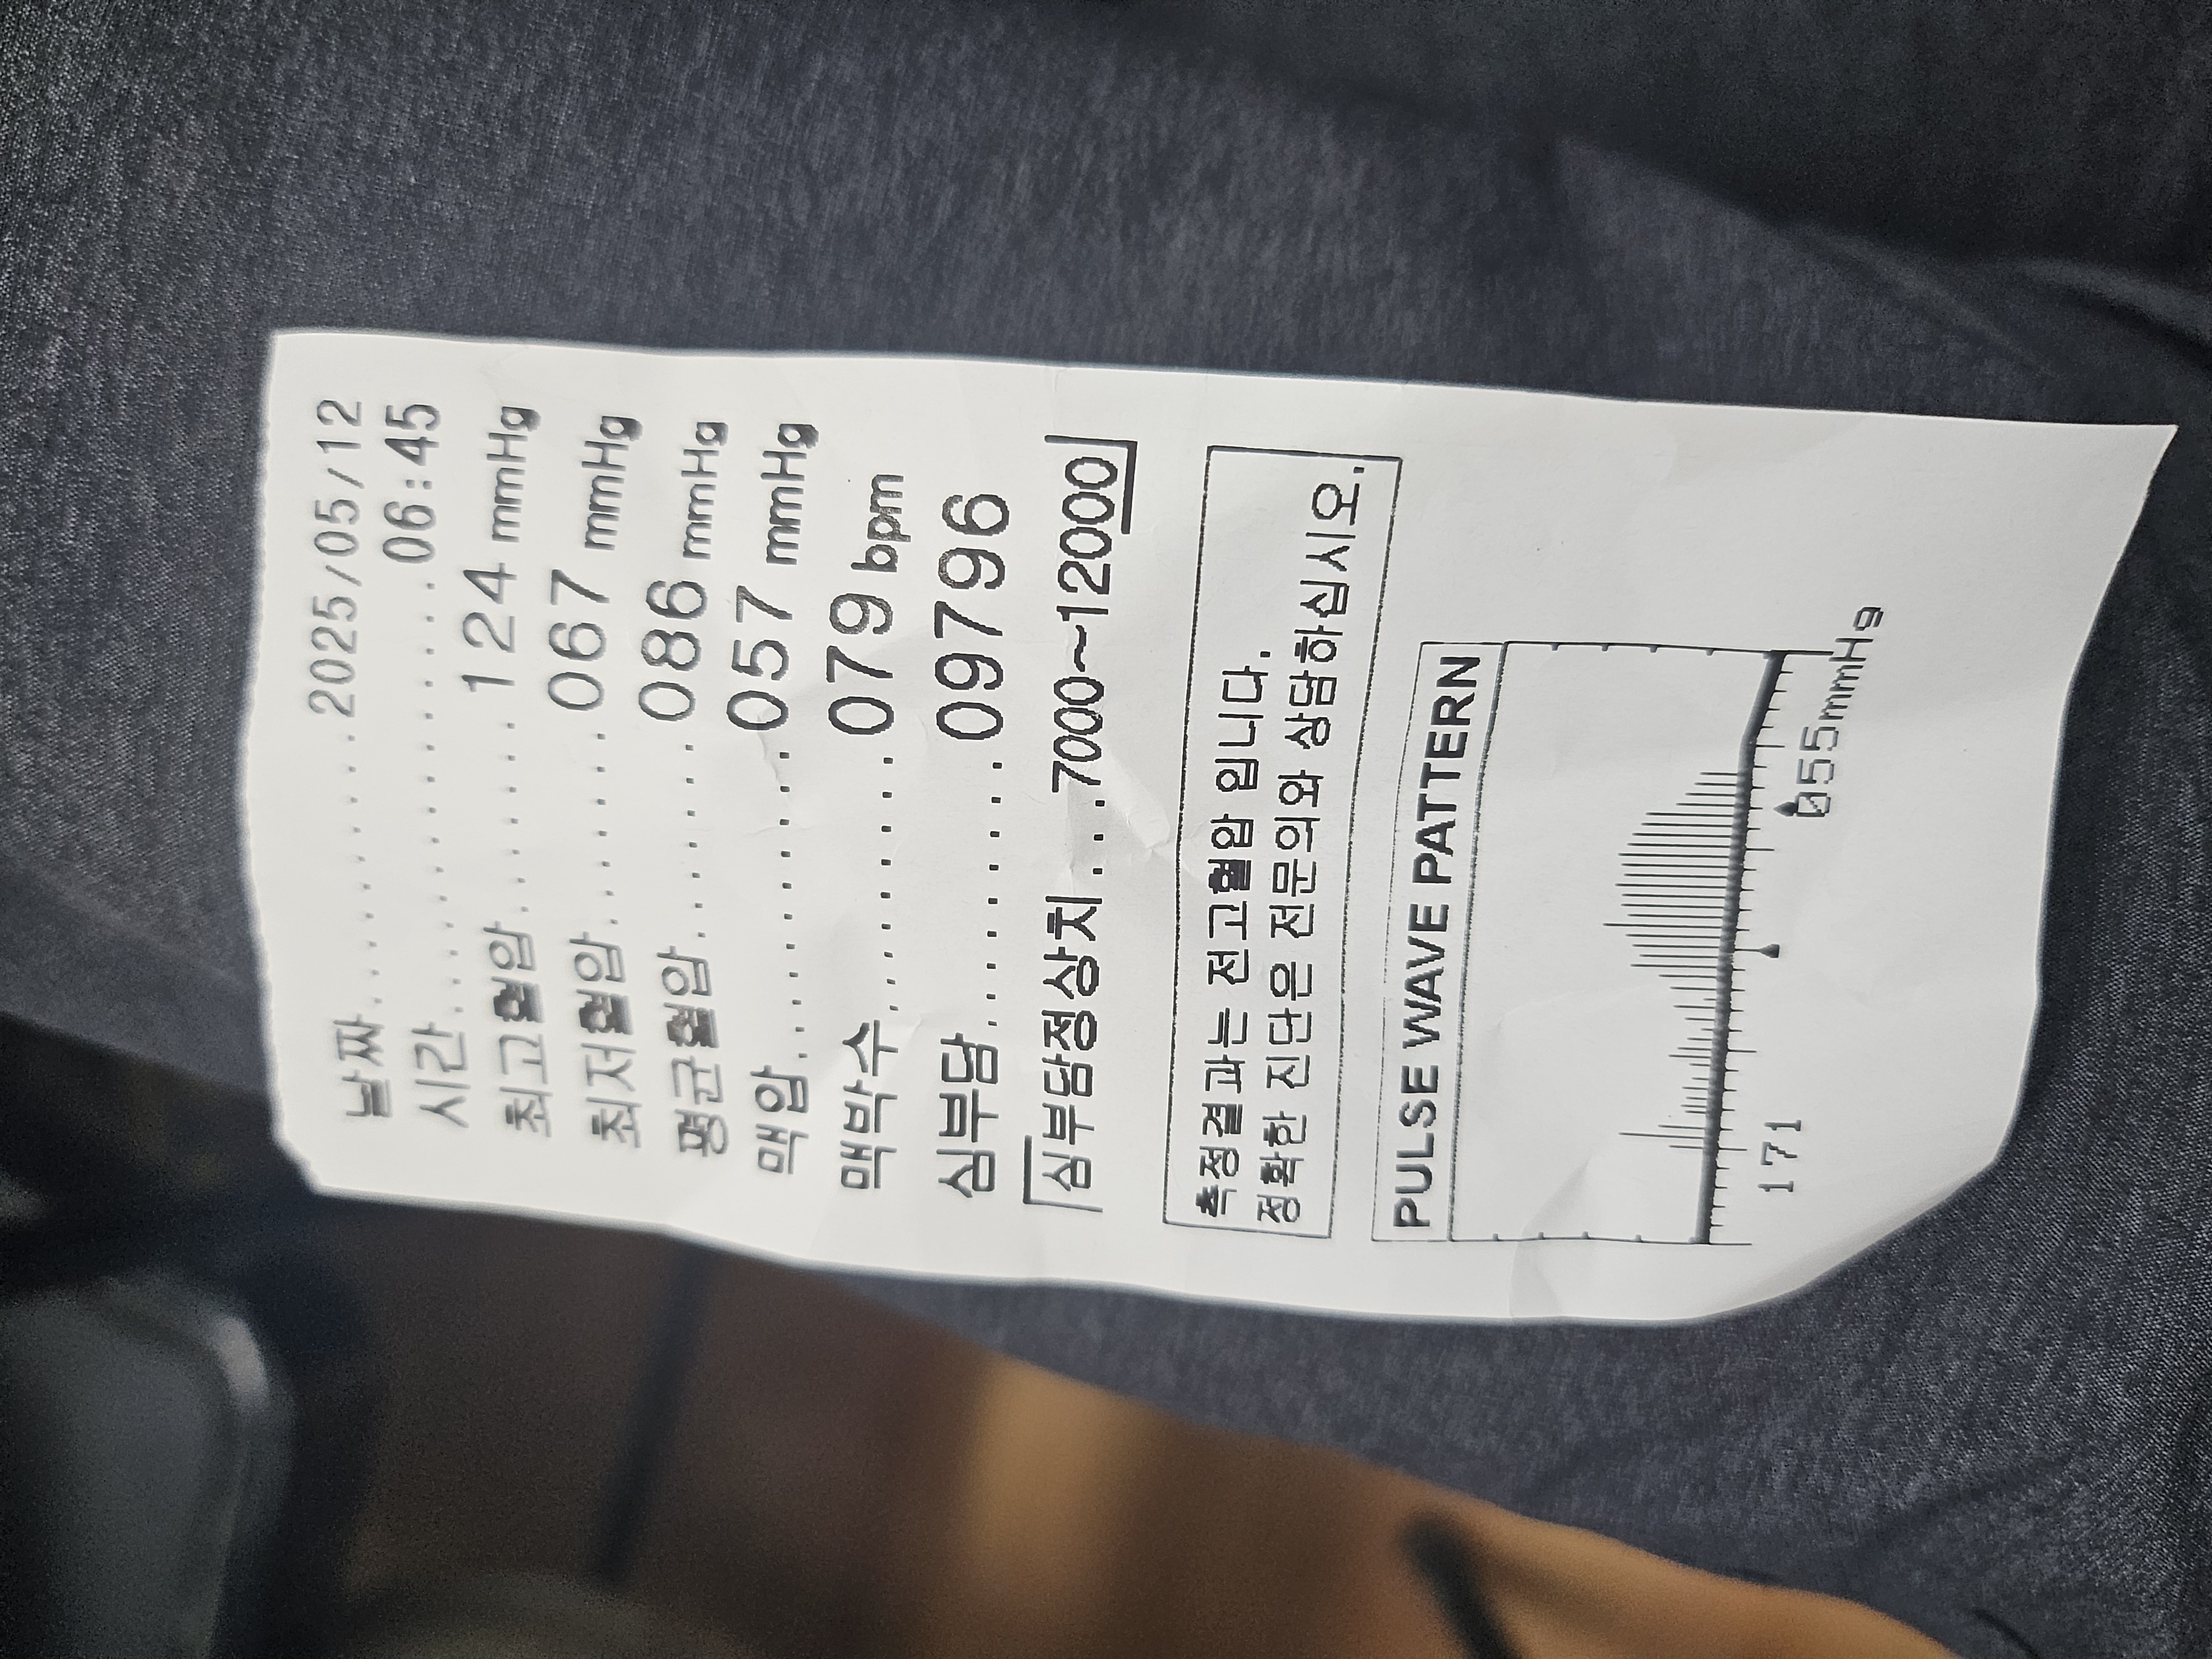 날짜............2025/05/12
시간..............06:45
최고혈압........124 mmHg
최저혈압........067 mmHg
평균혈압........086 mmHg
맥압............057 mmHg
맥박수..........079 bpm
심부담.........09796
심부담정상치...7000~12000
측정결과는 전고혈압 입니다.
정확한 진단은 전문의와 상담하십시오.
PULSE WAVE PATTERN
171 055mmHg